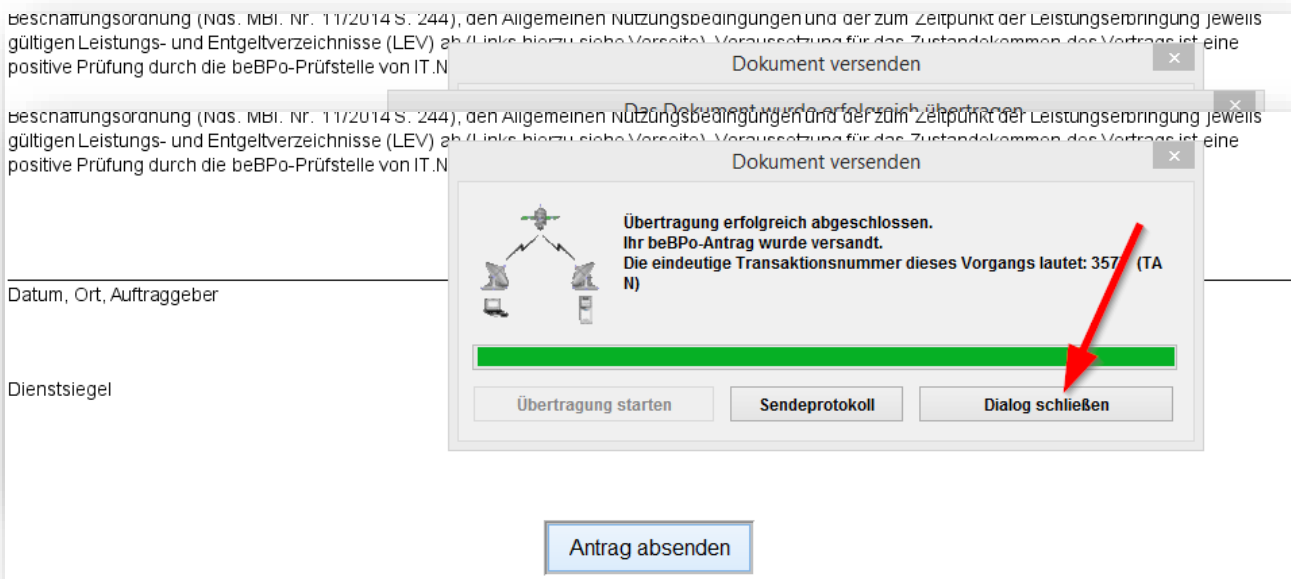 Beschaffungsordnung (Nds. MBl. Nr. 11/2014 S. 244), den Allgemeinen Nutzungsbedingungen und der zum Zeitpunkt der Leistungserbringung jeweils
gültigen Leistungs- und Entgeltverzeichnisse (LEV) ab (Links hierzu siehe Vorseite). Voraussetzung für das Zustandekommen des Vertrags ist eine
positive Prüfung durch die beBPo-Prüfstelle von IT.N
Dokument versenden
Das Dokument wurde erfolgreich übertragen
Beschaffungsordnung (Nds. MBl. Nr. 11/2014 S. 244), den Allgemeinen Nutzungsbedingungen und der zum Zeitpunkt der Leistungserbringung jeweils
gültigen Leistungs- und Entgeltverzeichnisse (LEV) ab (Links hierzu siehe Vorseite). Voraussetzung für das Zustandekommen des Vertrags ist eine
positive Prüfung durch die beBPo-Prüfstelle von IT.N
Dokument versenden
Übertragung erfolgreich abgeschlossen.
Ihr beBPo-Antrag wurde versandt.
Die eindeutige Transaktionsnummer dieses Vorgangs lautet: (TA
N)
Datum, Ort, Auftraggeber
Dienstsiegel
Übertragung starten
Sendeprotokoll
Dialog schließen
Antrag absenden